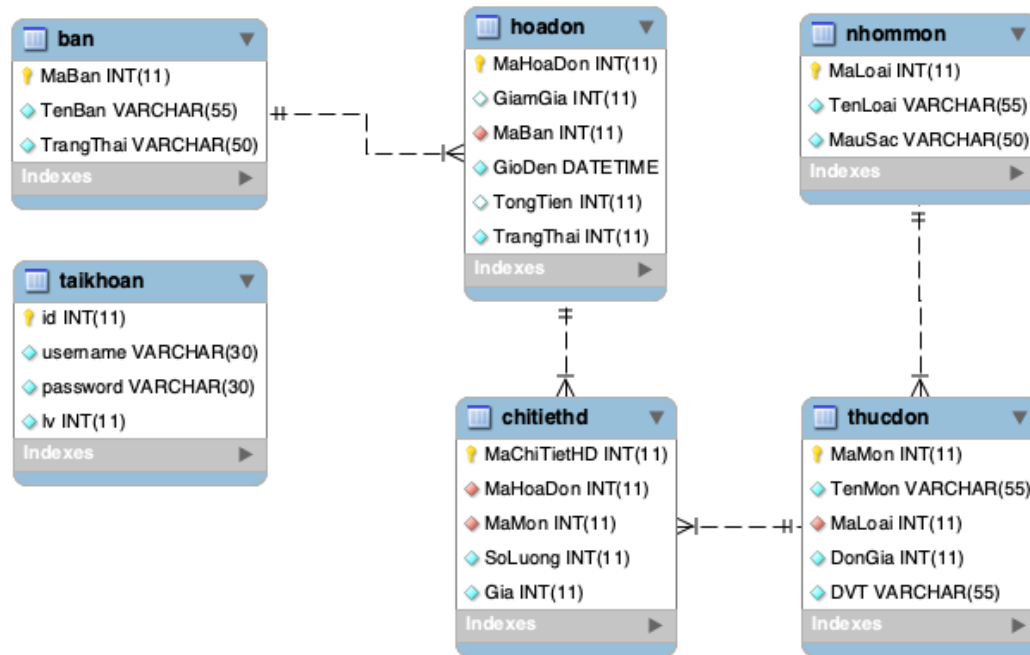 ban
MaBan INT(11)
TenBan VARCHAR(55)
TrangThai VARCHAR(50)
Indexes
hoadon
MaHoaDon INT(11)
GiamGia INT(11)
MaBan INT(11)
GioDen DATETIME
TongTien INT(11)
TrangThai INT(11)
Indexes
nhommon
MaLoai INT(11)
TenLoai VARCHAR(55)
MauSac VARCHAR(50)
Indexes
taikhoan
id INT(11)
username VARCHAR(30)
password VARCHAR(30)
lv INT(11)
Indexes
chitiethd
MaChiTietHD INT(11)
MaHoaDon INT(11)
MaMon INT(11)
SoLuong INT(11)
Gia INT(11)
Indexes
thucdon
MaMon INT(11)
TenMon VARCHAR(55)
MaLoai INT(11)
DonGia INT(11)
DVT VARCHAR(55)
Indexes